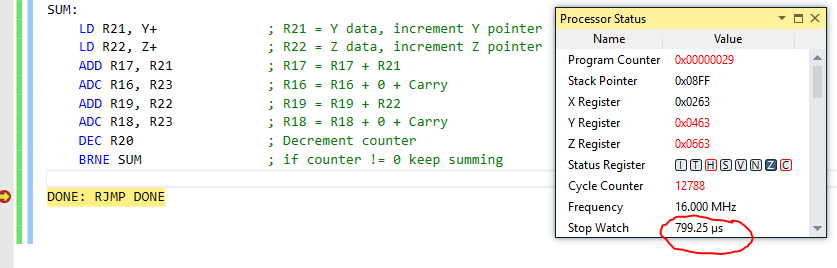 SUM:
LD R21, Y+ ; R21 = Y data, increment Y pointer
LD R22, Z+ ; R22 = Z data, increment Z pointer
ADD R17, R21 ; R17 = R17 + R21
ADC R16, R23 ; R16 = R16 + 0 + Carry
ADD R19, R22 ; R19 = R19 + R22
ADC R18, R23 ; R18 = R18 + 0 + Carry
DEC R20 ; Decrement counter
BRNE SUM ; if counter != 0 keep summing
DONE: RJMP DONE
Processor Status
Name Value
Program Counter 0x00000029
Stack Pointer 0x08FF
X Register 0x0263
Y Register 0x0463
Z Register 0x0663
Status Register I T H S V N Z C
Cycle Counter 12788
Frequency 16.000 MHz
Stop Watch 799.25 µs